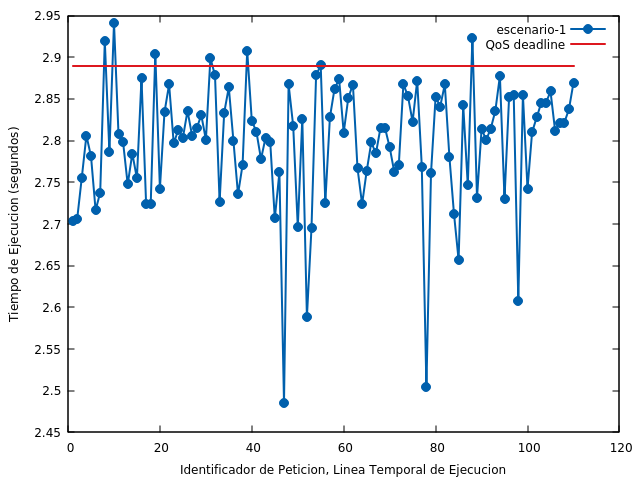 2.95
2.9
2.85
2.8
2.75
2.7
2.65
2.6
2.55
2.5
2.45
0 20 40 60 80 100 120
Tiempo de Ejecucion (segundos)
Identificador de Peticion, Linea Temporal de Ejecucion
escenario-1
QoS deadline